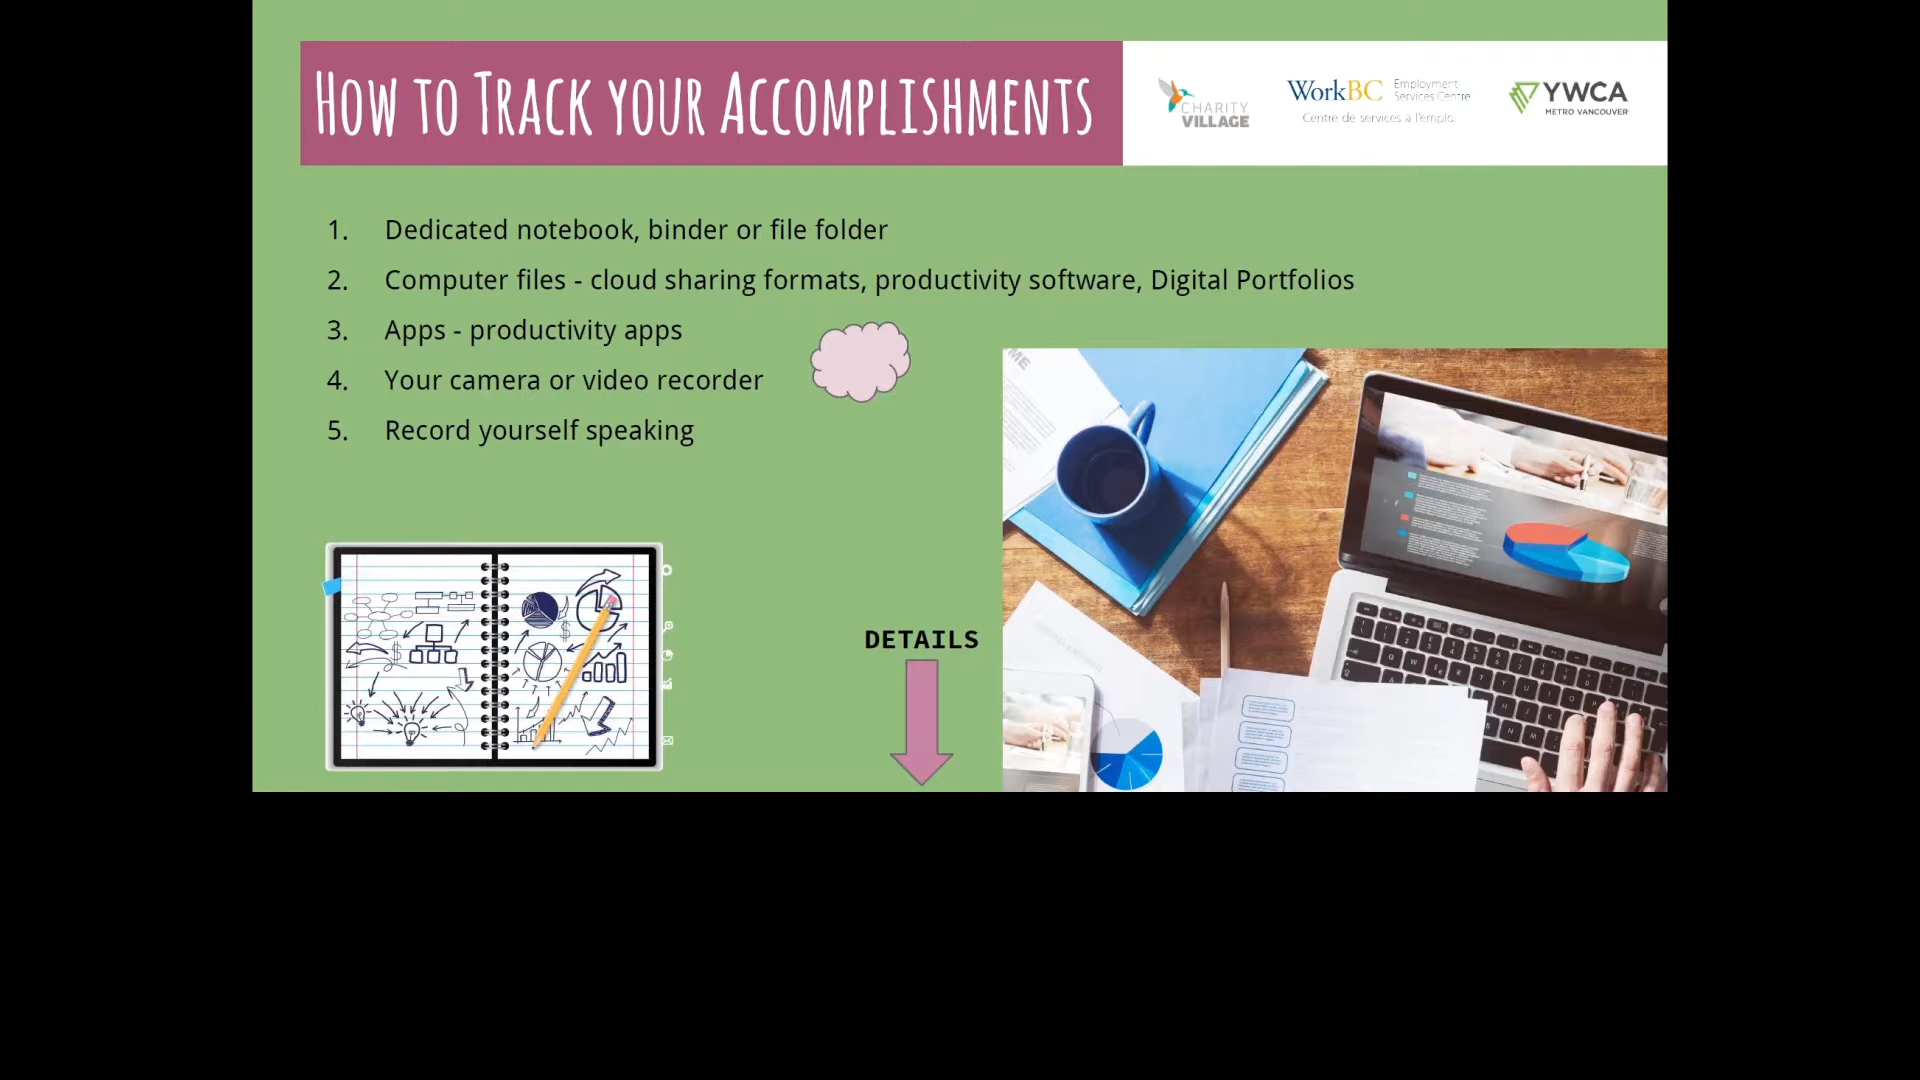 How to Track your Accomplishments
CHARITY
VILLAGE
WorkBC Employment
Services Centre
Centre de services à l'emploi
YWCA
METRO VANCOUVER
1. Dedicated notebook, binder or file folder
2. Computer files - cloud sharing formats, productivity software, Digital Portfolios
3. Apps - productivity apps
4. Your camera or video recorder
5. Record yourself speaking
DETAILS